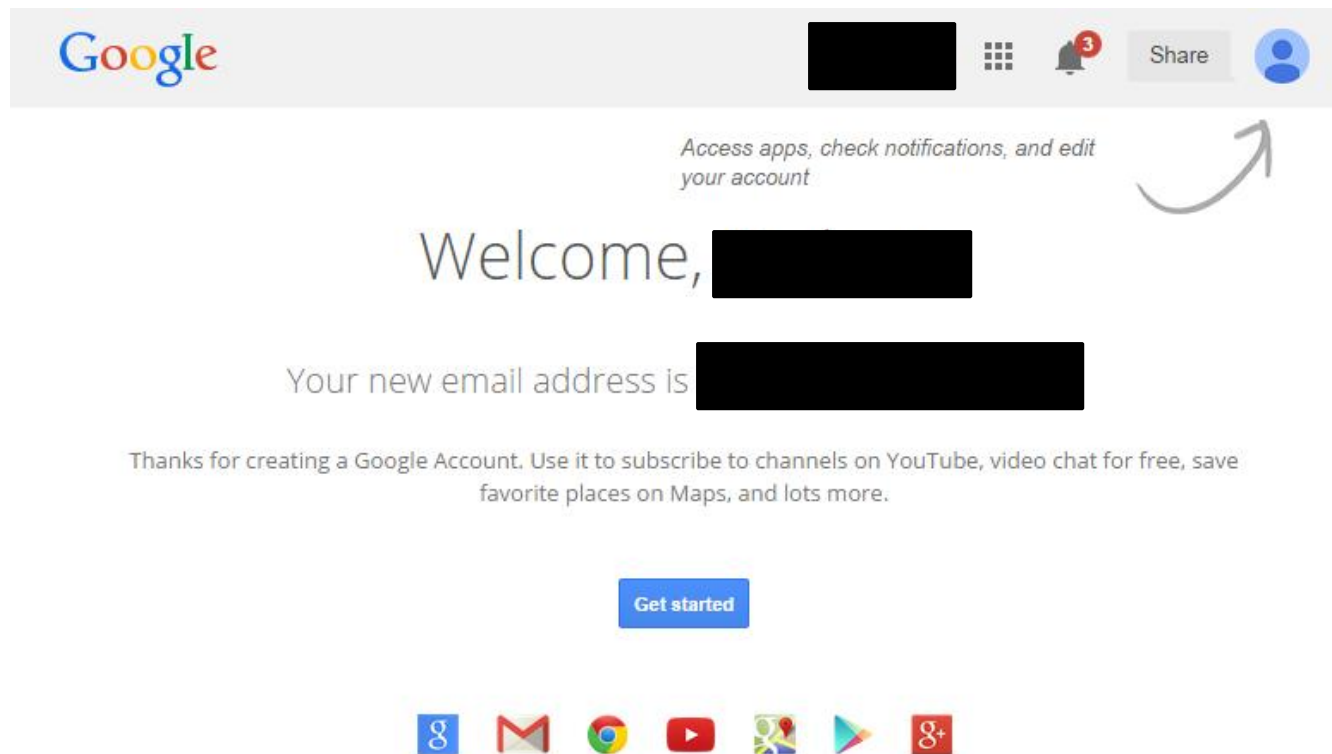 Google
3
Share
Access apps, check notifications, and edit
your account
Welcome,
Your new email address is
Thanks for creating a Google Account. Use it to subscribe to channels on YouTube, video chat for free, save
favorite places on Maps, and lots more.
Get started
g
g+